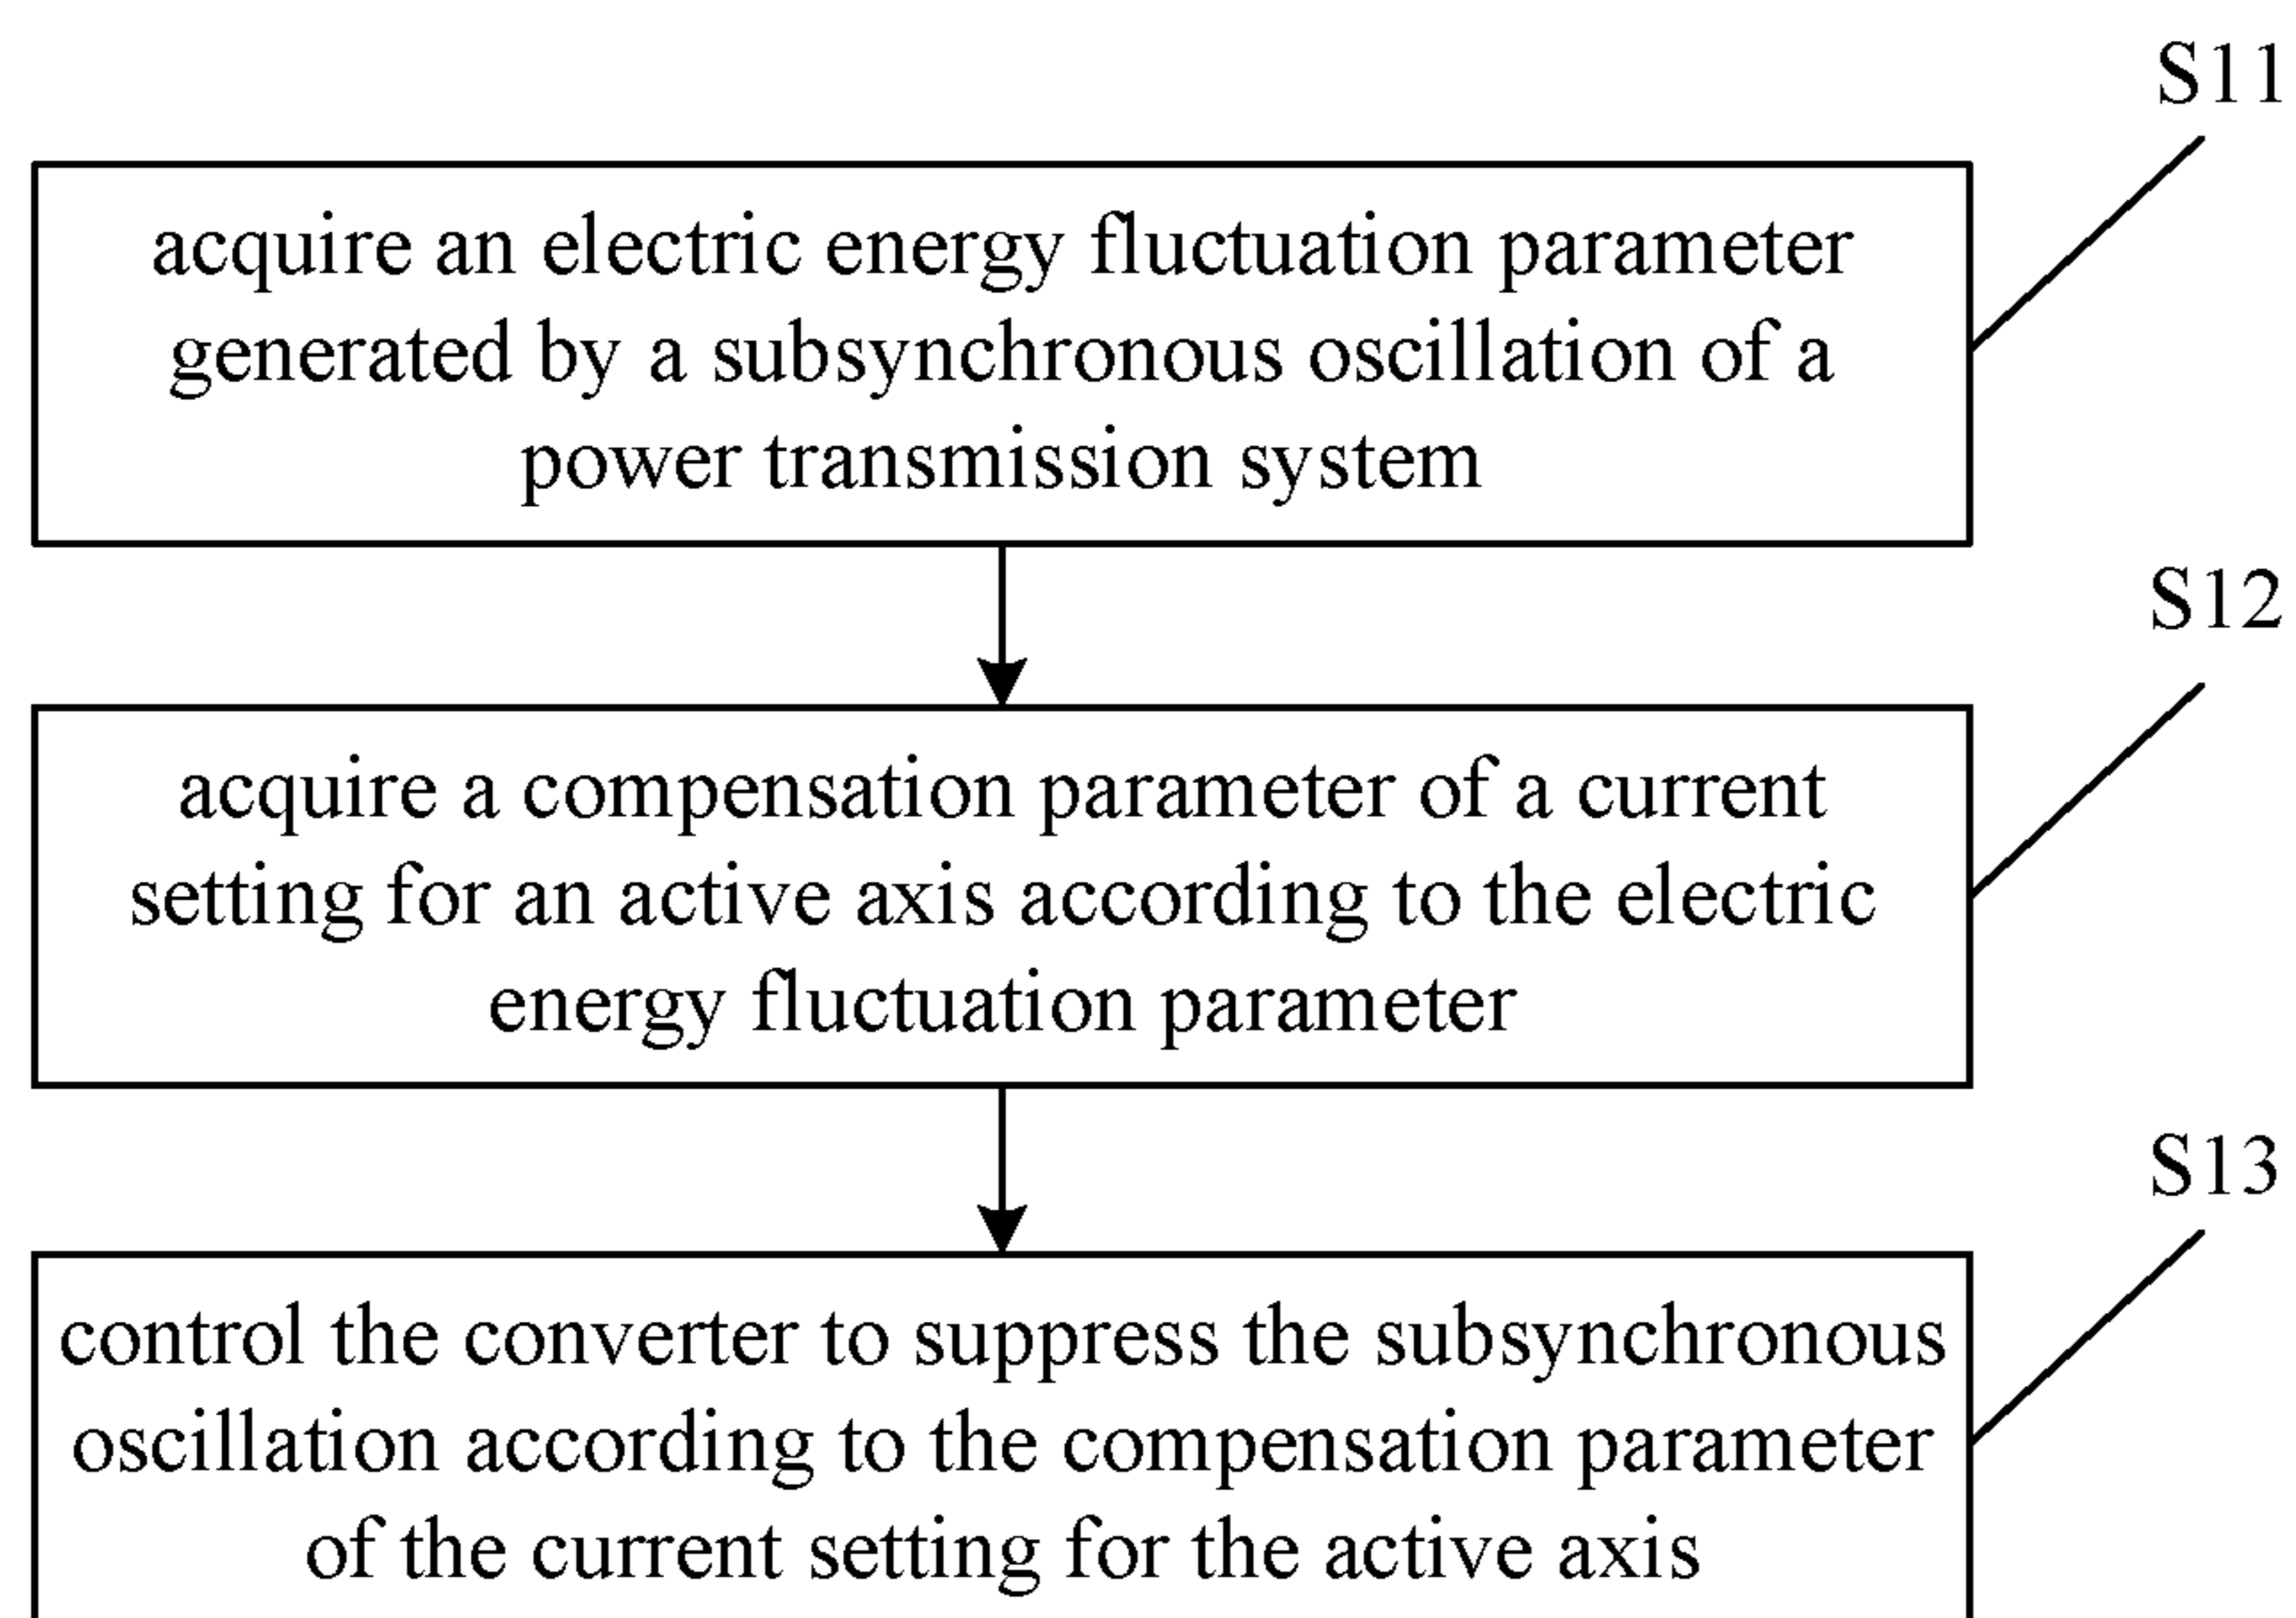 S11
acquire an electric energy fluctuation parameter
generated by a subsynchronous oscillation of a
power transmission system
S12
acquire a compensation parameter of a current
setting for an active axis according to the electric
energy fluctuation parameter
S13
control the converter to suppress the subsynchronous
oscillation according to the compensation parameter
of the current setting for the active axis